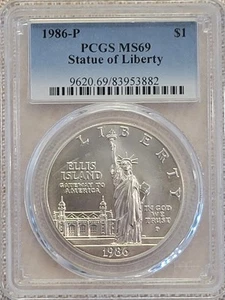 1986-P $1
PCGS MS69
Statue of Liberty
9620.69/83953882
LIBERTY
ELLIS
ISLAND
GATEWAY TO
AMERICA
IN GOD
WE
TRUST
P
1986